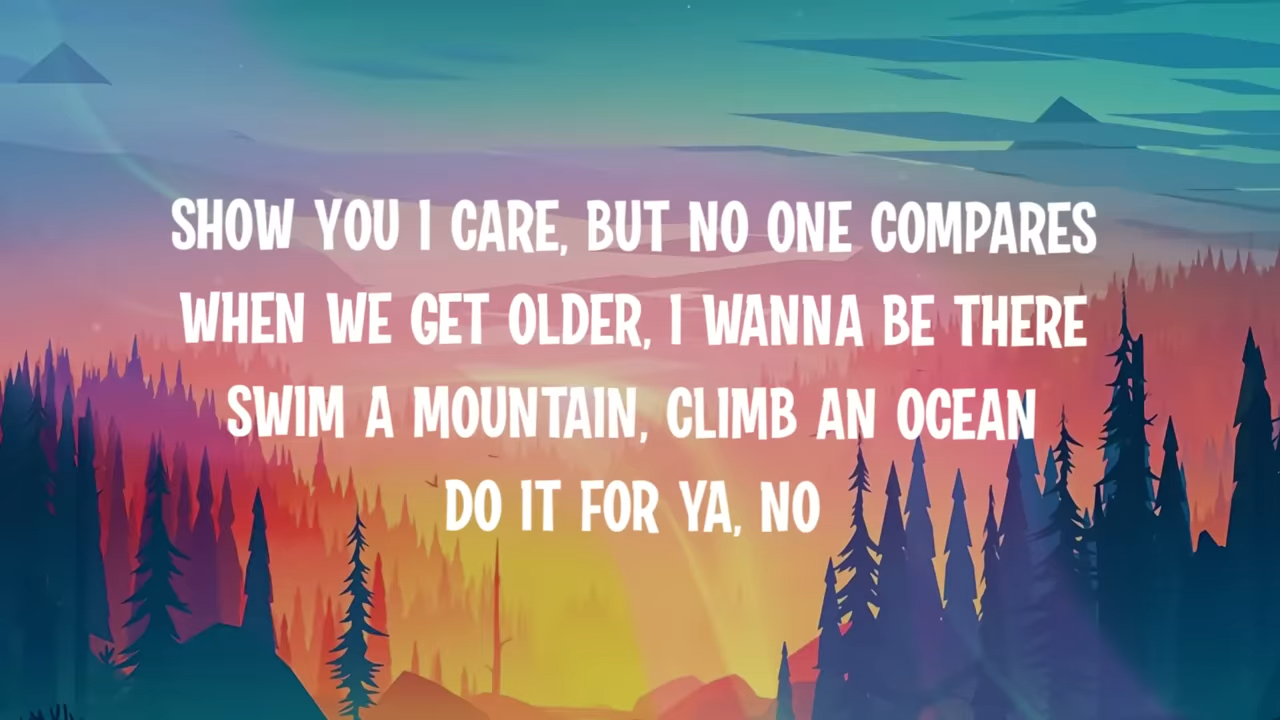 SHOW YOU I CARE, BUT NO ONE COMPARES
WHEN WE GET OLDER, I WANNA BE THERE
SWIM A MOUNTAIN, CLIMB AN OCEAN
DO IT FOR YA, NO